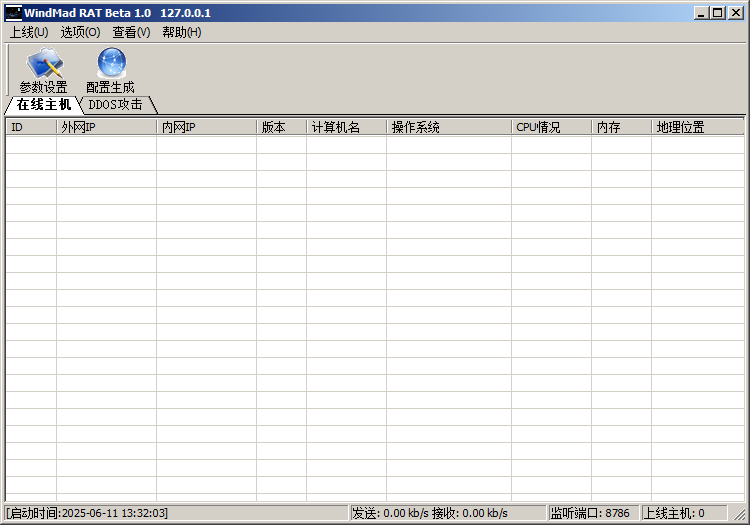 WindMad RAT Beta 1.0 127.0.0.1
上线(U) 选项(O) 查看(V) 帮助(H)
参数设置 配置生成
在线主机 DDOS攻击
ID 外网IP 内网IP 版本 计算机名 操作系统 CPU情况 内存 地理位置
[启动时间:2025-06-11 13:32:03] 发送: 0.00 kb/s 接收: 0.00 kb/s 监听端口: 8786 上线主机: 0